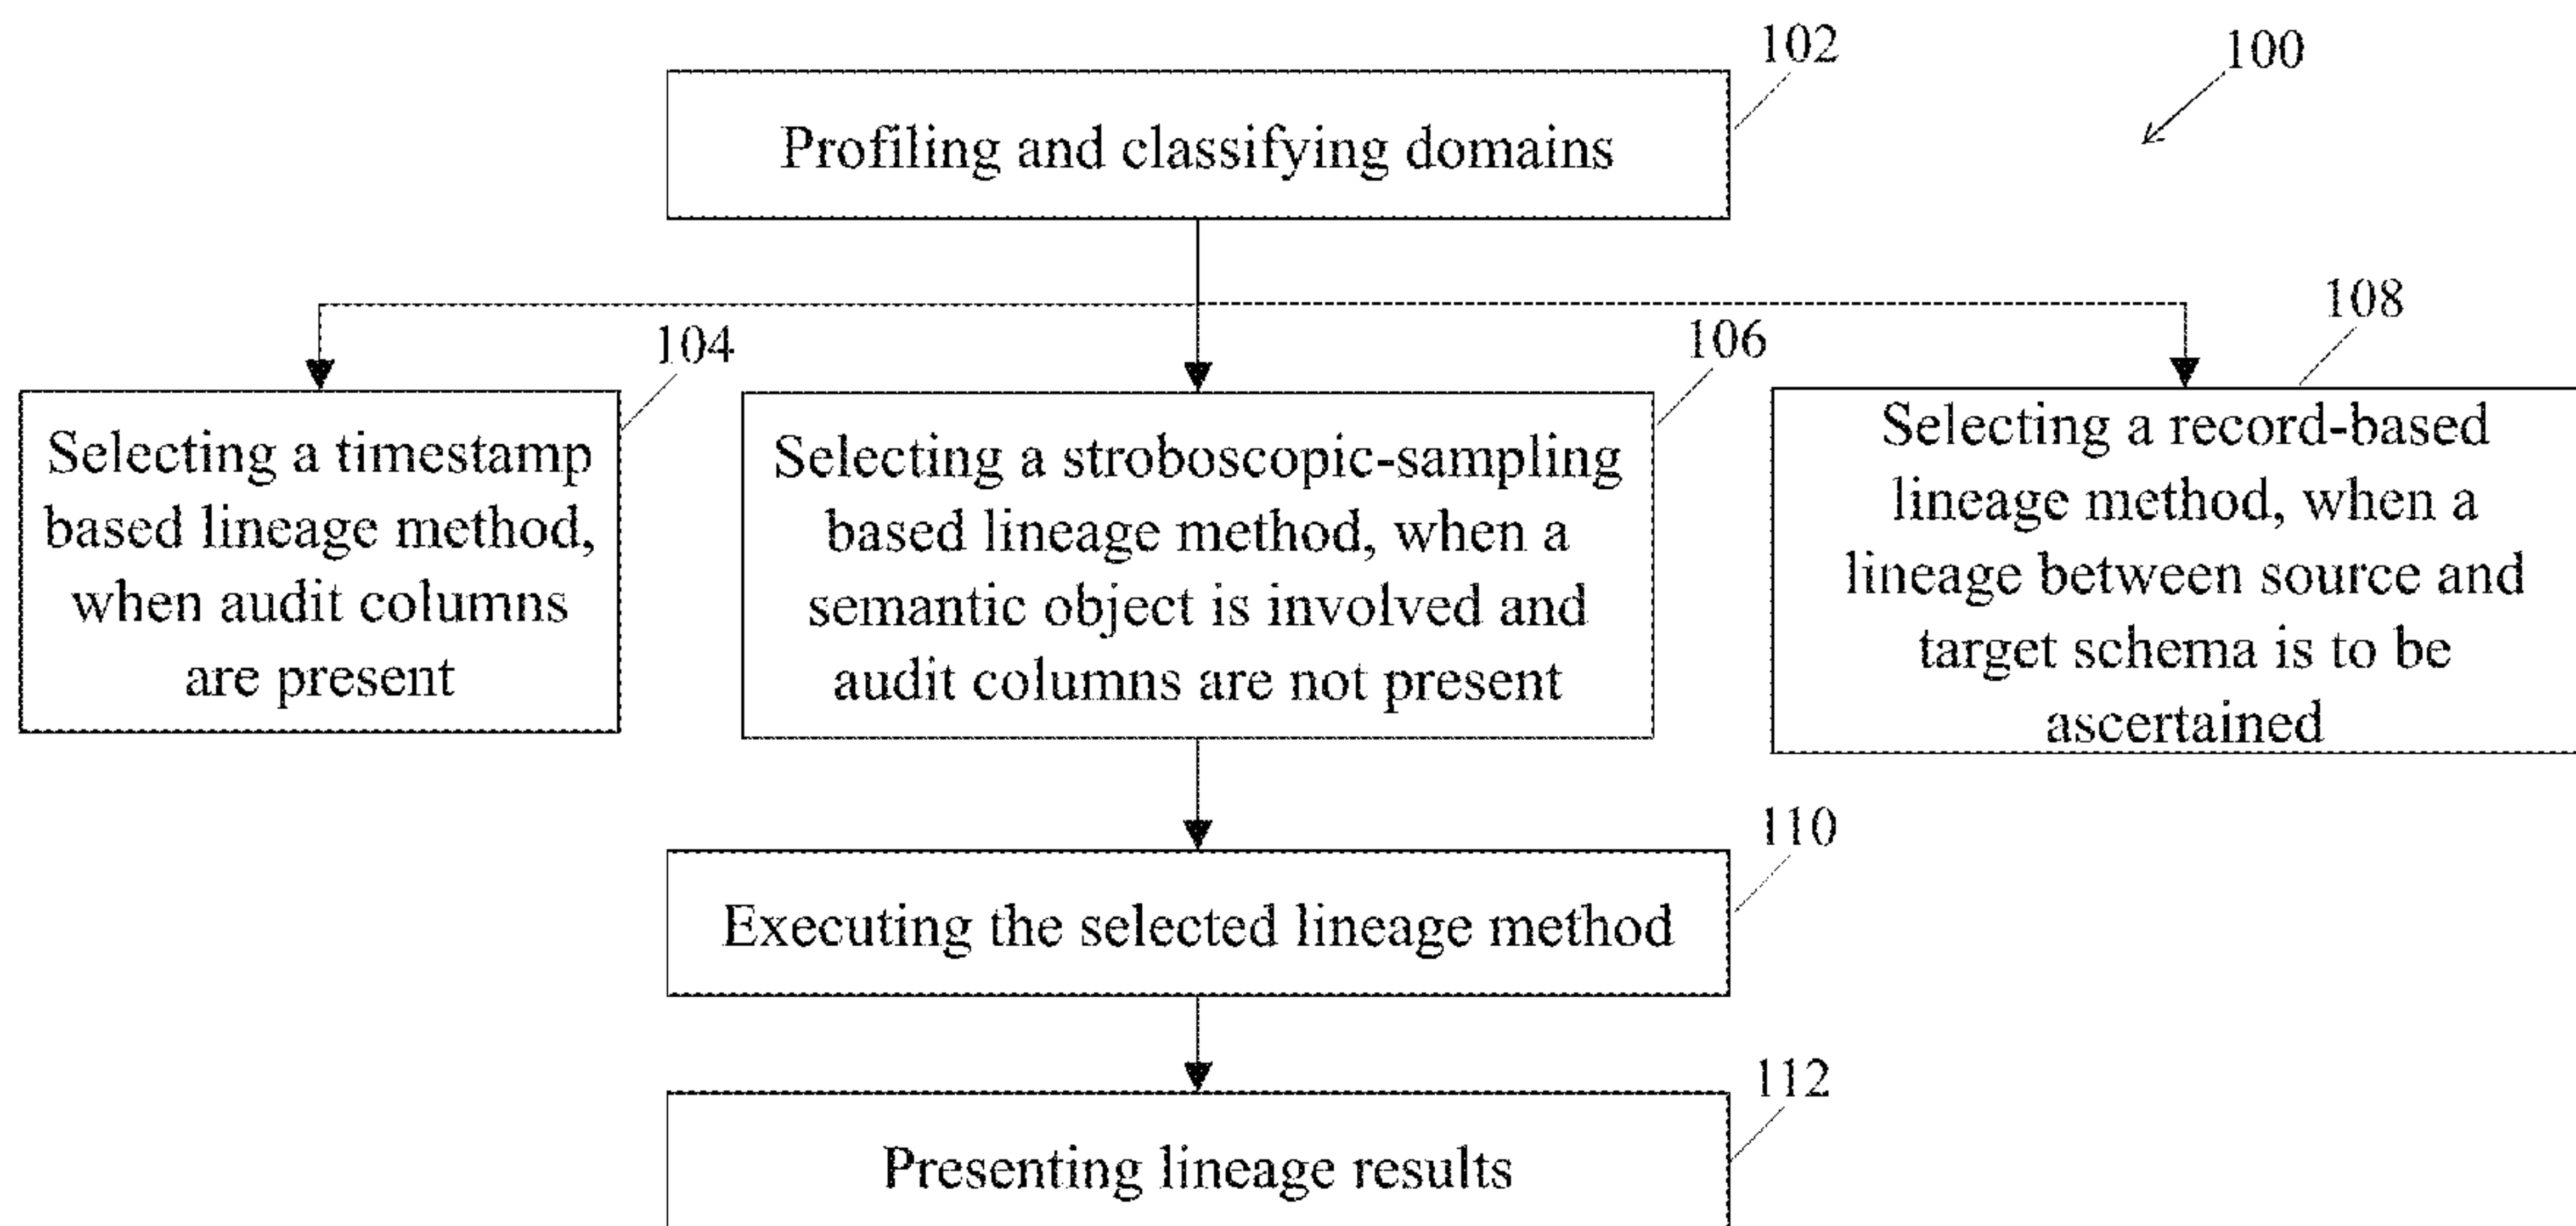 102
100
Profiling and classifying domains
104
Selecting a timestamp
based lineage method,
when audit columns
are present
106
Selecting a stroboscopic-sampling
based lineage method, when a
semantic object is involved and
audit columns are not present
108
Selecting a record-based
lineage method, when a
lineage between source and
target schema is to be
ascertained
110
Executing the selected lineage method
112
Presenting lineage results